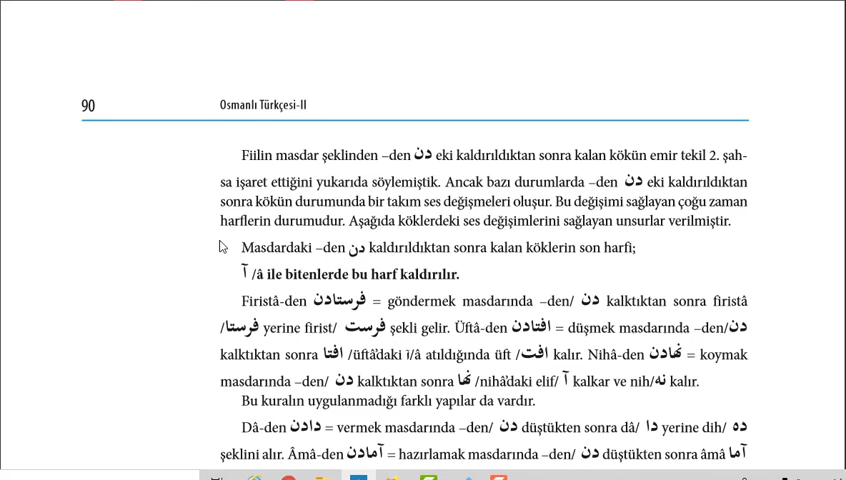 90
Osmanlı Türkçesi-II
Fiilin masdar şeklinden –den دن eki kaldırıldıktan sonra kalan kökün emir tekil 2. şah-
sa işaret ettiğini yukarıda söylemiştik. Ancak bazı durumlarda –den دن eki kaldırıldıktan
sonra kökün durumunda bir takım ses değişmeleri oluşur. Bu değişimi sağlayan çoğu zaman
harflerin durumudur. Aşağıda köklerdeki ses değişimlerini sağlayan unsurlar verilmiştir.
Masdardaki –den دن kaldırıldıktan sonra kalan köklerin son harfi;
آ /â ile bitenlerde bu harf kaldırılır.
Firistâ-den فرستادن = göndermek masdarında –den/ دن kalktıktan sonra firistâ
/فرستا yerine firist/ فرست şekli gelir. Üftâ-den افتادن = düşmek masdarında –den/دن
kalktıktan sonra افتا /üftâ'daki ı/â atıldığında üft /افت kalır. Nihâ-den نهادن = koymak
masdarında –den/ دن kalktıktan sonra نها /nihâ'daki elif/ آ kalkar ve nih/نه kalır.
Bu kuralın uygulanmadığı farklı yapılar da vardır.
Dâ-den دادن = vermek masdarında –den/ دن düştükten sonra dâ/ دا yerine dih/ ده
şeklini alır. Âmâ-den آمادن = hazırlamak masdarında –den/ دن düştükten sonra âmâ آما